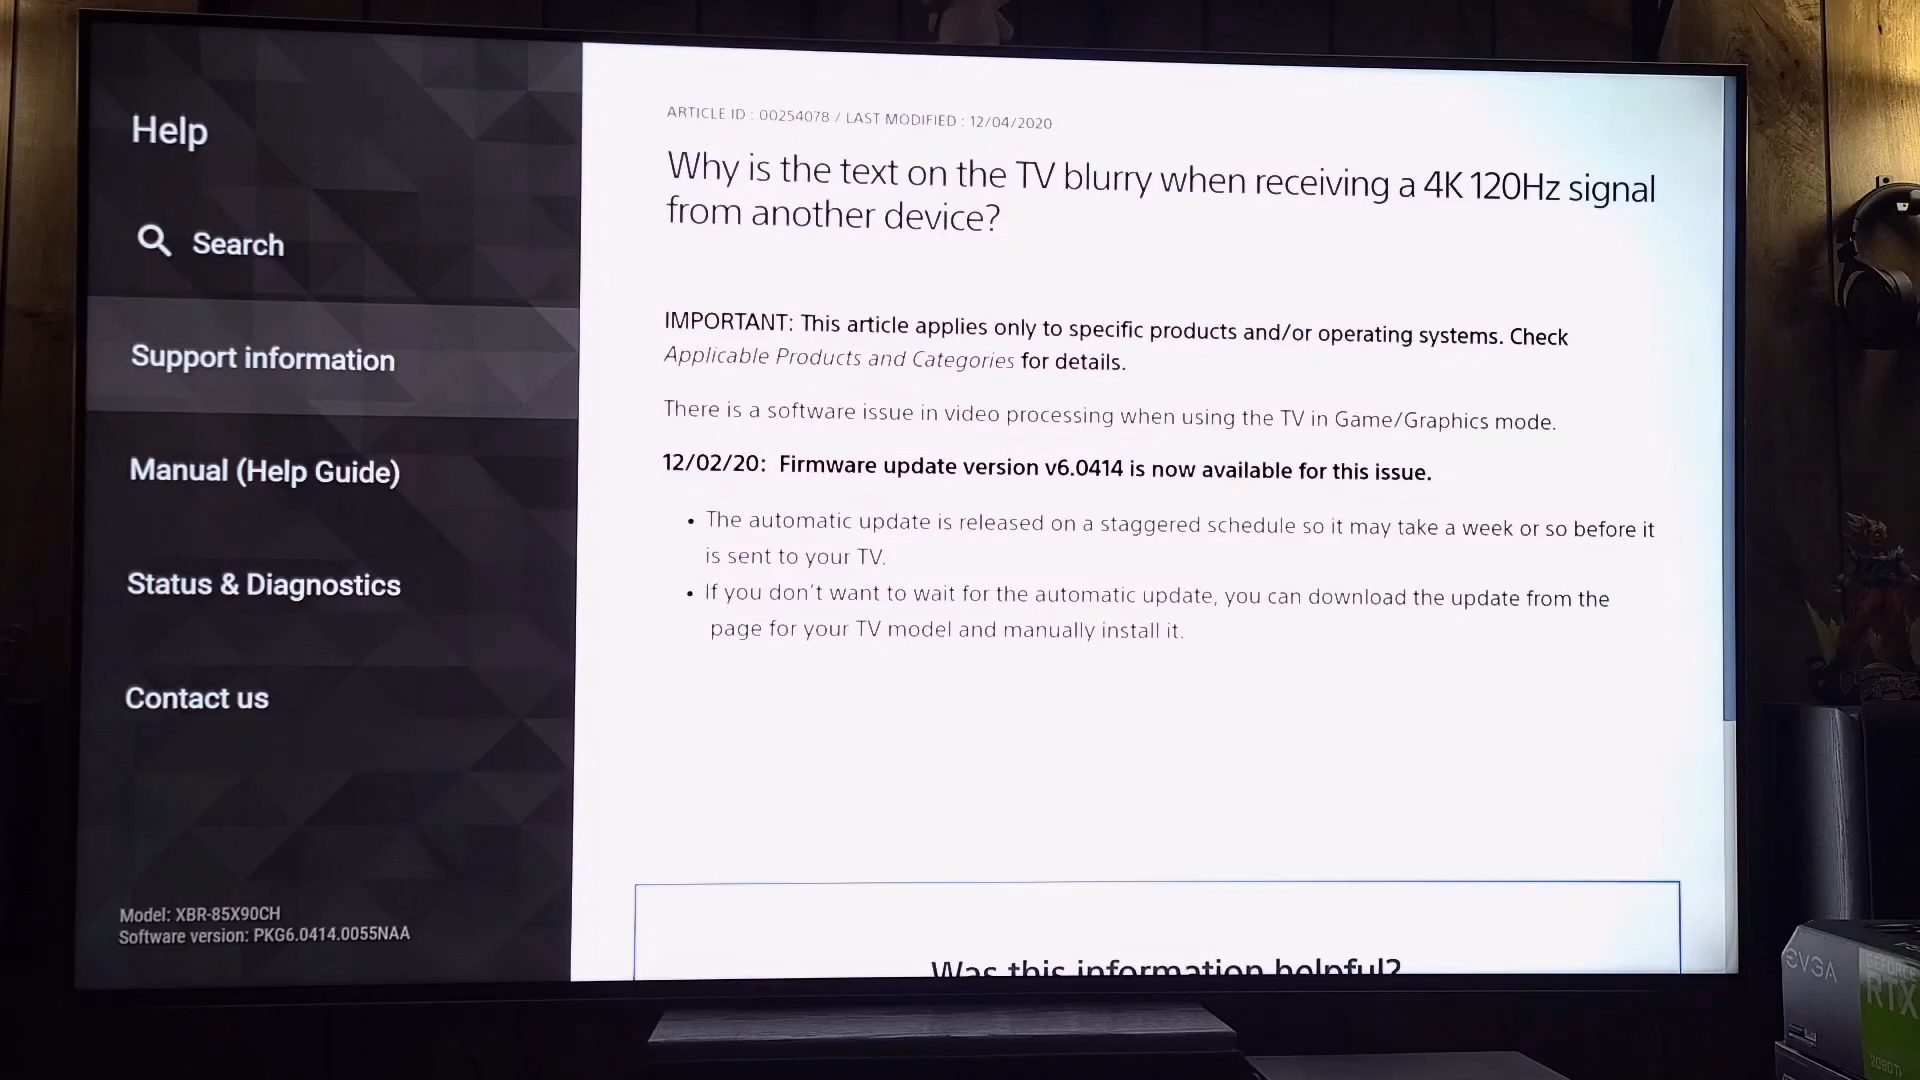 Help
Search
Support information
Manual (Help Guide)
Status & Diagnostics
Contact us
Model: XBR-85X90CH
Software version: PKG6.0414.0055NAA
ARTICLE ID : 00254078 / LAST MODIFIED : 12/04/2020
Why is the text on the TV blurry when receiving a 4K 120Hz signal
from another device?
IMPORTANT: This article applies only to specific products and/or operating systems. Check
Applicable Products and Categories for details.
There is a software issue in video processing when using the TV in Game/Graphics mode.
12/02/20: Firmware update version v6.0414 is now available for this issue.
• The automatic update is released on a staggered schedule so it may take a week or so before it
is sent to your TV.
• If you don't want to wait for the automatic update, you can download the update from the
page for your TV model and manually install it.
Was this information helpful?
EVGA
GEFORCE
RTX
2080Ti